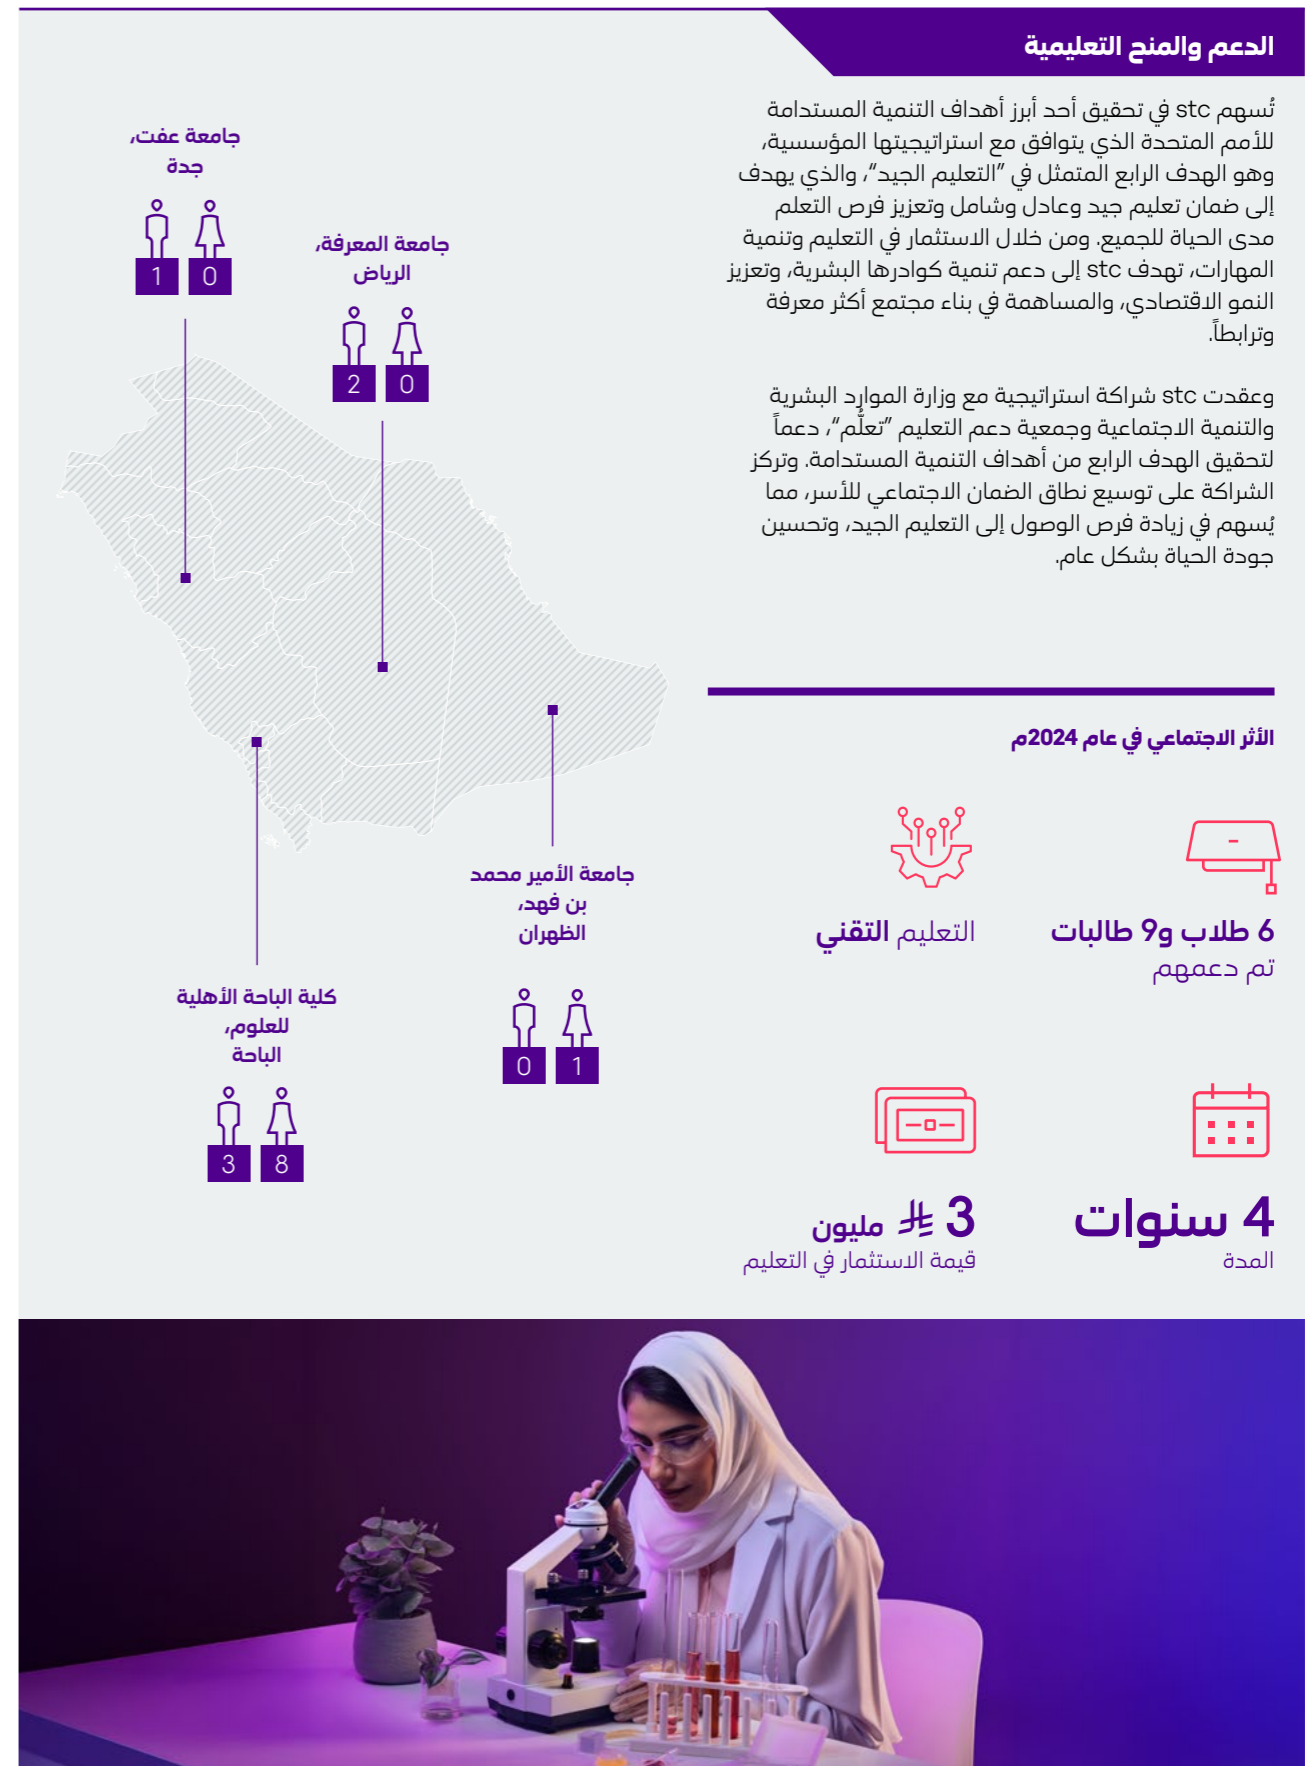 الدعم والمنح التعليمية
تُسهم stc في تحقيق أحد أبرز أهداف التنمية المستدامة
للأمم المتحدة الذي يتوافق مع استراتيجيتها المؤسسية،
وهو الهدف الرابع المتمثل في "التعليم الجيد"، والذي يهدف
إلى ضمان تعليم جيد وعادل وشامل وتعزيز فرص التعلم
مدى الحياة للجميع. ومن خلال الاستثمار في التعليم وتنمية
المهارات، تهدف stc إلى دعم تنمية كوادرها البشرية، وتعزيز
النمو الاقتصادي، والمساهمة في بناء مجتمع أكثر معرفة
وترابطاً.
وعقدت stc شراكة استراتيجية مع وزارة الموارد البشرية
والتنمية الاجتماعية وجمعية دعم التعليم "تعلُّم"، دعماً
لتحقيق الهدف الرابع من أهداف التنمية المستدامة. وتركز
الشراكة على توسيع نطاق الضمان الاجتماعي للأسر، مما
يُسهم في زيادة فرص الوصول إلى التعليم الجيد، وتحسين
جودة الحياة بشكل عام.
الأثر الاجتماعي في عام 2024م
6 طلاب و9 طالبات
تم دعمهم
التعليم التقني
4 سنوات
المدة
3 ⃁ مليون
قيمة الاستثمار في التعليم
جامعة عفت،
جدة
0 1
جامعة المعرفة،
الرياض
0 2
جامعة الأمير محمد
بن فهد،
الظهران
1 0
كلية الباحة الأهلية
للعلوم،
الباحة
8 3